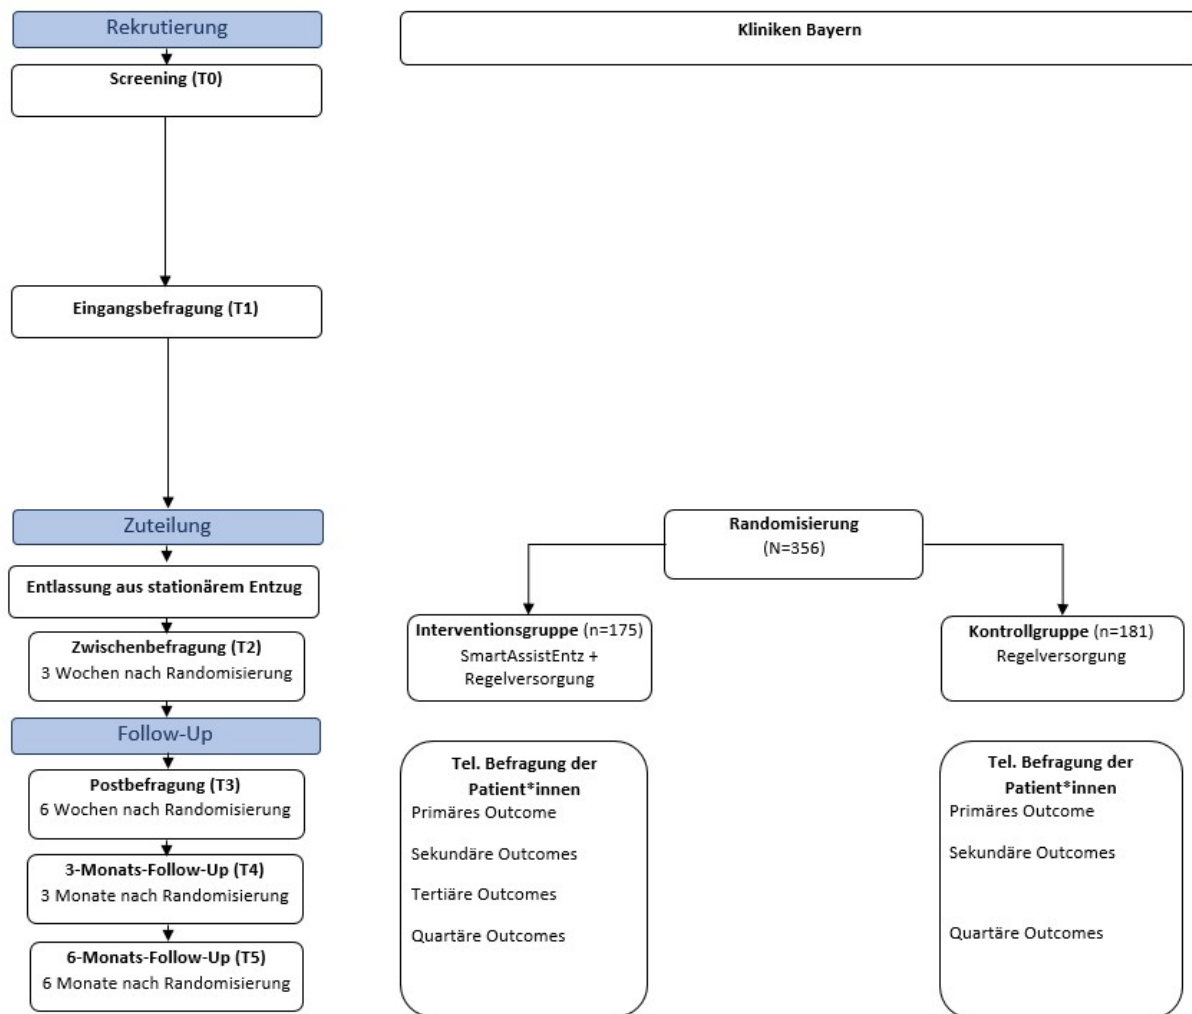 Rekrutierung
Kliniken Bayern
Screening (T0)
Eingangsbefragung (T1)
Zuteilung
Randomisierung
(N=356)
Entlassung aus stationärem Entzug
Interventionsgruppe (n=175)
SmartAssistEntz +
Regelversorgung
Kontrollgruppe (n=181)
Regelversorgung
Zwischenbefragung (T2)
3 Wochen nach Randomisierung
Follow-Up
Postbefragung (T3)
6 Wochen nach Randomisierung
3-Monats-Follow-Up (T4)
3 Monate nach Randomisierung
6-Monats-Follow-Up (T5)
6 Monate nach Randomisierung
Tel. Befragung der
Patient*innen
Primäres Outcome
Sekundäre Outcomes
Tertiäre Outcomes
Quartäre Outcomes
Tel. Befragung der
Patient*innen
Primäres Outcome
Sekundäre Outcomes
Quartäre Outcomes